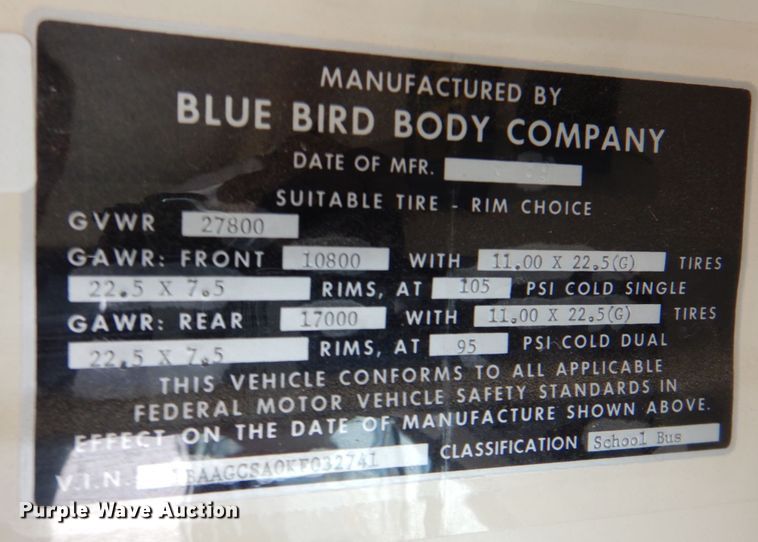 MANUFACTURED BY
BLUE BIRD BODY COMPANY
DATE OF MFR.
SUITABLE TIRE - RIM CHOICE
GVWR 27800
GAWR: FRONT 10800 WITH 11.00 X 22.5(G) TIRES
22.5 X 7.5 RIMS, AT 105 PSI COLD SINGLE
GAWR: REAR 17000 WITH 11.00 X 22.5(G) TIRES
22.5 X 7.5 RIMS, AT 95 PSI COLD DUAL
THIS VEHICLE CONFORMS TO ALL APPLICABLE
FEDERAL MOTOR VEHICLE SAFETY STANDARDS IN
EFFECT ON THE DATE OF MANUFACTURE SHOWN ABOVE.
V.I.N. CLASSIFICATION School Bus
Purple Wave Auction